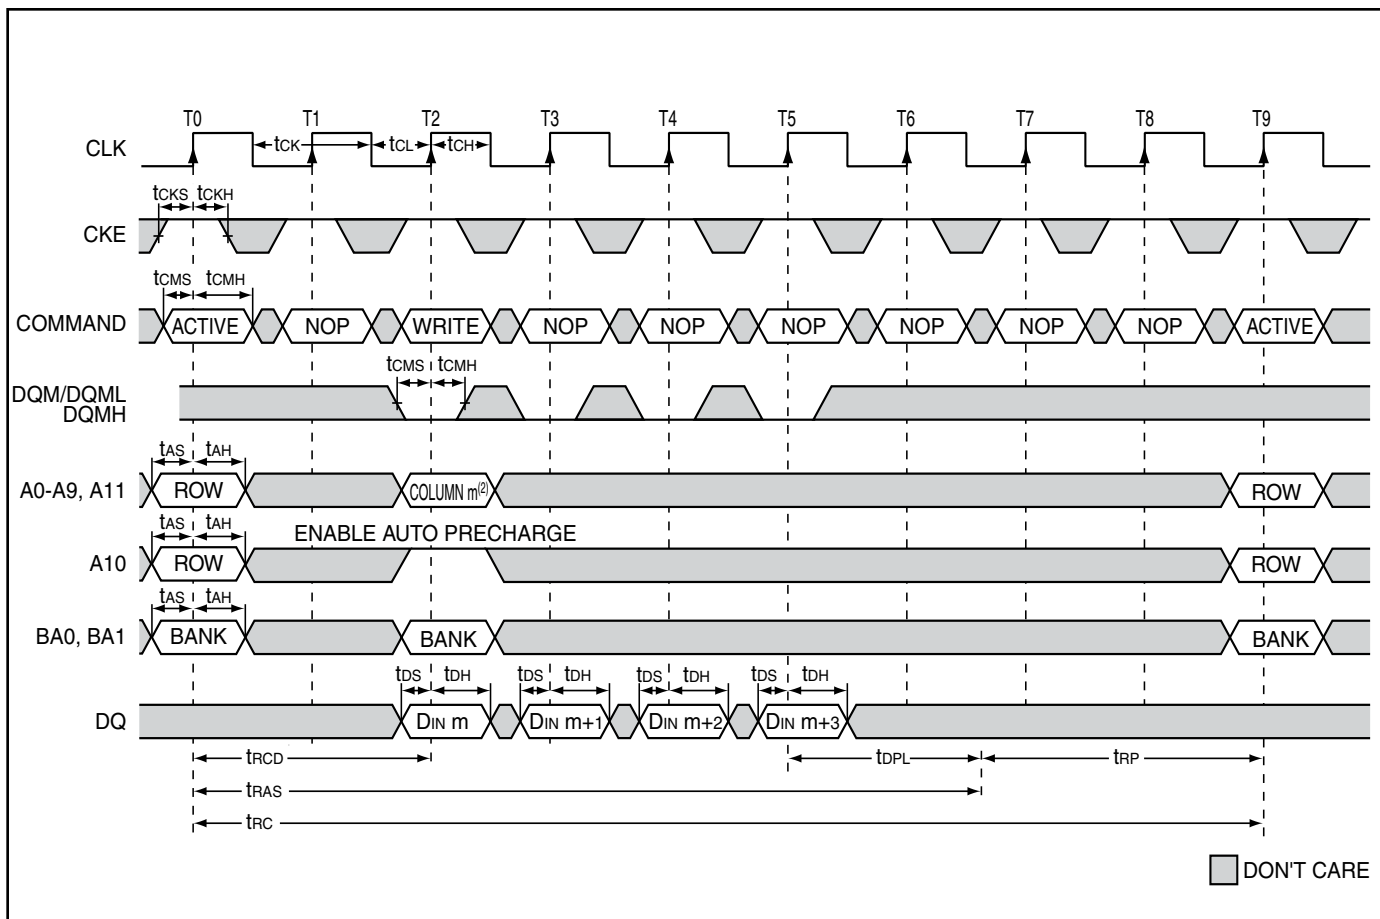 T0 T1 T2 T3 T4 T5 T6 T7 T8 T9
CLK tCK tCL tCH
tCKS tCKH
CKE
tCMS tCMH
COMMAND ACTIVE NOP WRITE NOP NOP NOP NOP NOP NOP ACTIVE
tCMS tCMH
DQM/DQML
DQMH
tAS tAH
A0-A9, A11 ROW COLUMN m(2) ROW
tAS tAH ENABLE AUTO PRECHARGE
A10 ROW ROW
tAS tAH
BA0, BA1 BANK BANK BANK
tDS tDH tDS tDH tDS tDH tDS tDH
DQ DIN m DIN m+1 DIN m+2 DIN m+3
tRCD tDPL tRP
tRAS
tRC
DON'T CARE